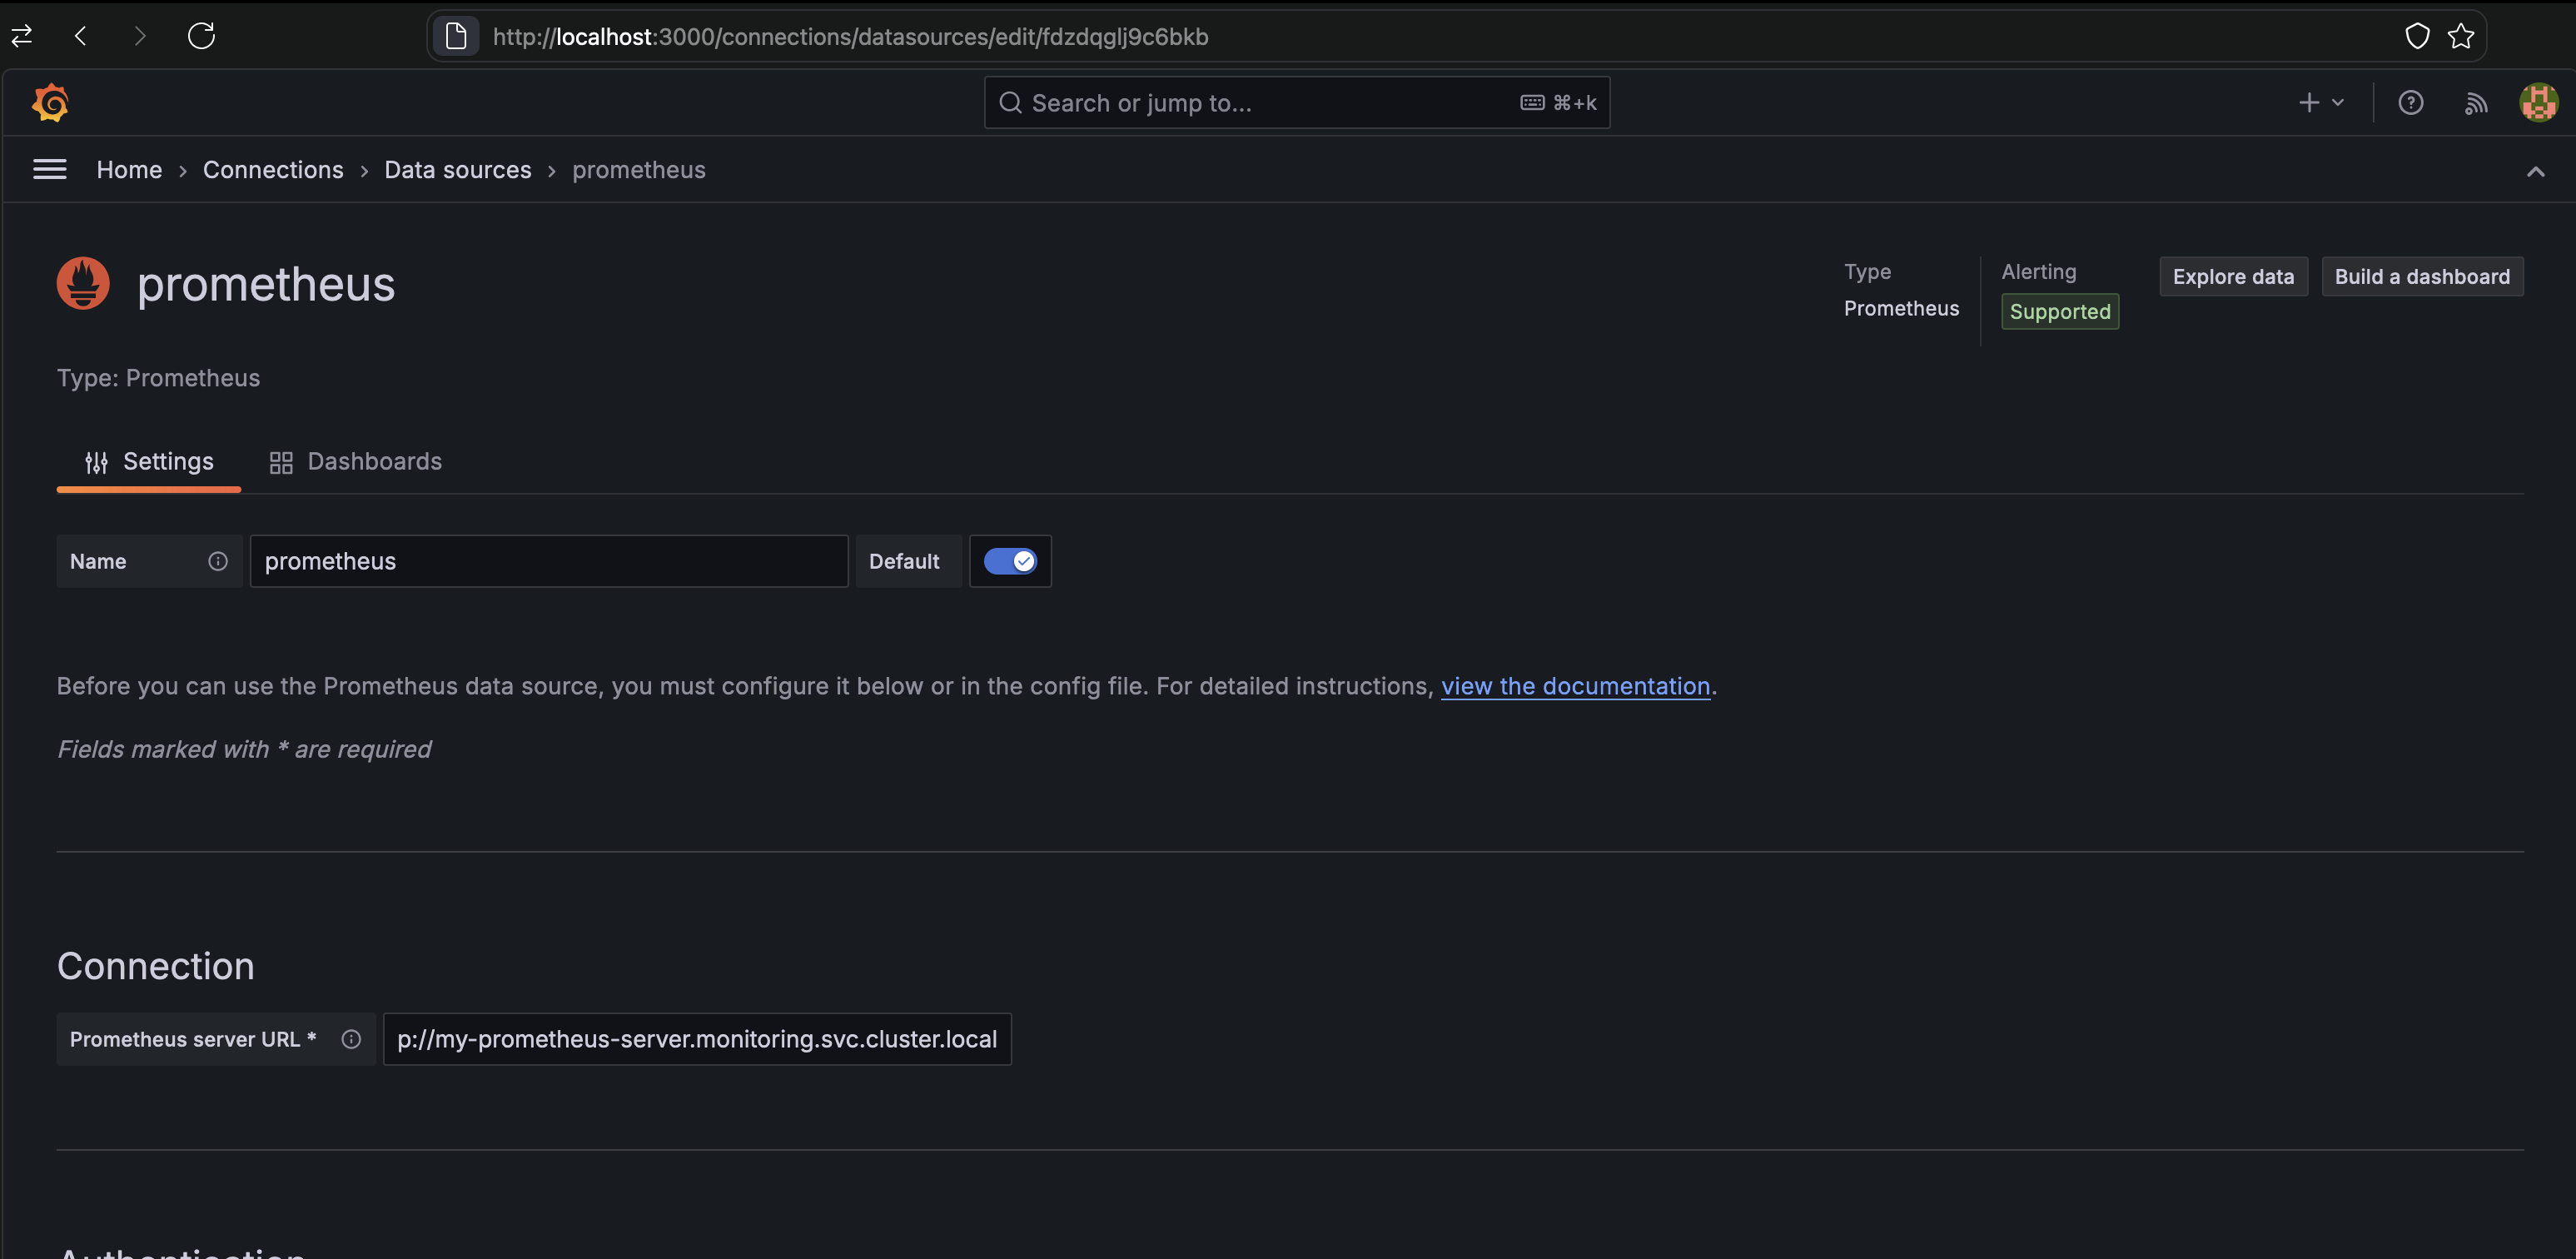 http://localhost:3000/connections/datasources/edit/fdzdqglj9c6bkb
Search or jump to... ⌘+k
Home › Connections › Data sources › prometheus
prometheus
Type
Prometheus
Alerting
Supported
Explore data
Build a dashboard
Type: Prometheus
Settings
Dashboards
Name
prometheus
Default
Before you can use the Prometheus data source, you must configure it below or in the config file. For detailed instructions, view the documentation.
Fields marked with * are required
Connection
Prometheus server URL *
p://my-prometheus-server.monitoring.svc.cluster.local
Authentication